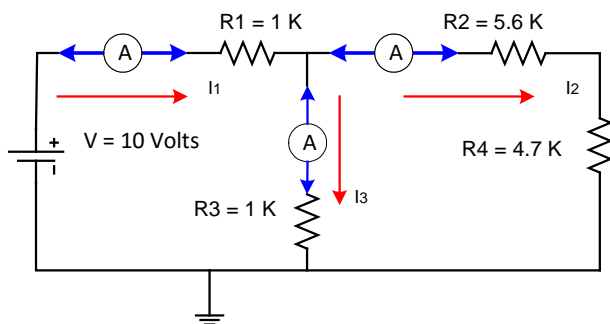 R1 = 1 K
R2 = 5.6 K
A
A
I1
I2
+
V = 10 Volts
A
R4 = 4.7 K
I3
R3 = 1 K